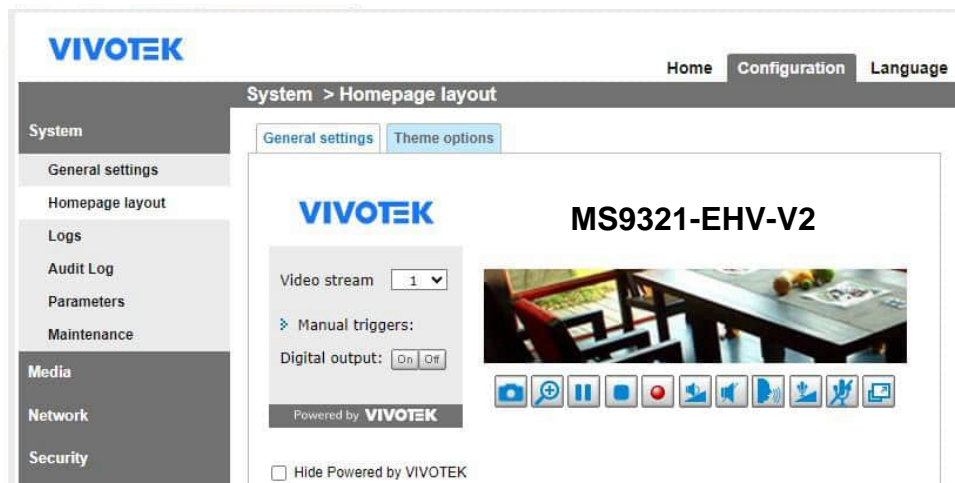 VIVOTEK
Home Configuration Language
System > Homepage layout
System
General settings
Homepage layout
Logs
Audit Log
Parameters
Maintenance
Media
Network
Security
General settings Theme options
VIVOTEK
MS9321-EHV-V2
Video stream 1
Manual triggers:
Digital output: On Off
Powered by VIVOTEK
Hide Powered by VIVOTEK